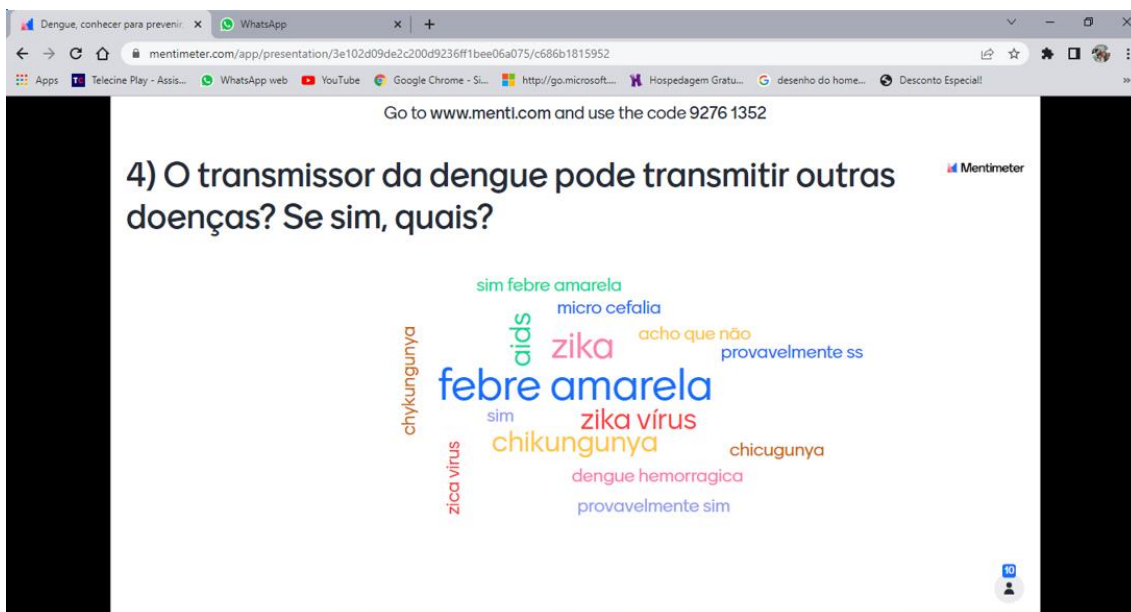 Dengue, conhecer para prevenir
WhatsApp
mentimeter.com/app/presentation/3e102d09de2c200d9236ff1bee06a075/c686b1815952
Apps
Telecine Play - Assis...
WhatsApp web
YouTube
Google Chrome - Si...
http://go.microsoft....
Hospedagem Gratu...
desenho do home...
Desconto Especial!
Go to www.menti.com and use the code 9276 1352
4) O transmissor da dengue pode transmitir outras
doenças? Se sim, quais?
Mentimeter
sim febre amarela
micro cefalia
aids
zika
acho que não
provavelmente ss
chykungunya
febre amarela
sim
zika vírus
chikungunya
chicugunya
zica virus
dengue hemorragica
provavelmente sim
10